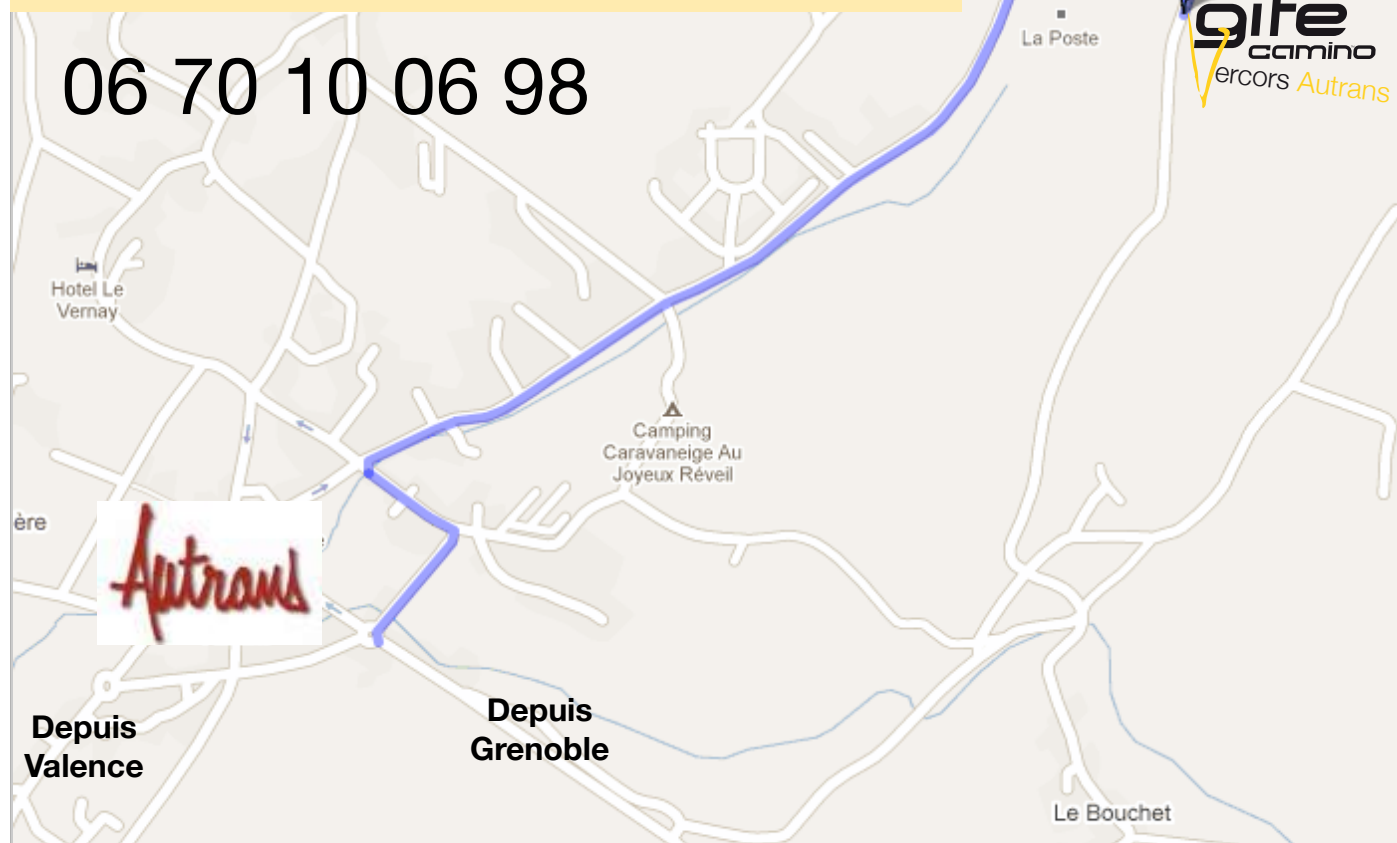 gite
camino
Vercors Autrans
La Poste
06 70 10 06 98
Hotel Le
Vernay
Camping
Caravaneige Au
Joyeux Réveil
ère
Autrans
Depuis
Valence
Depuis
Grenoble
Le Bouchet